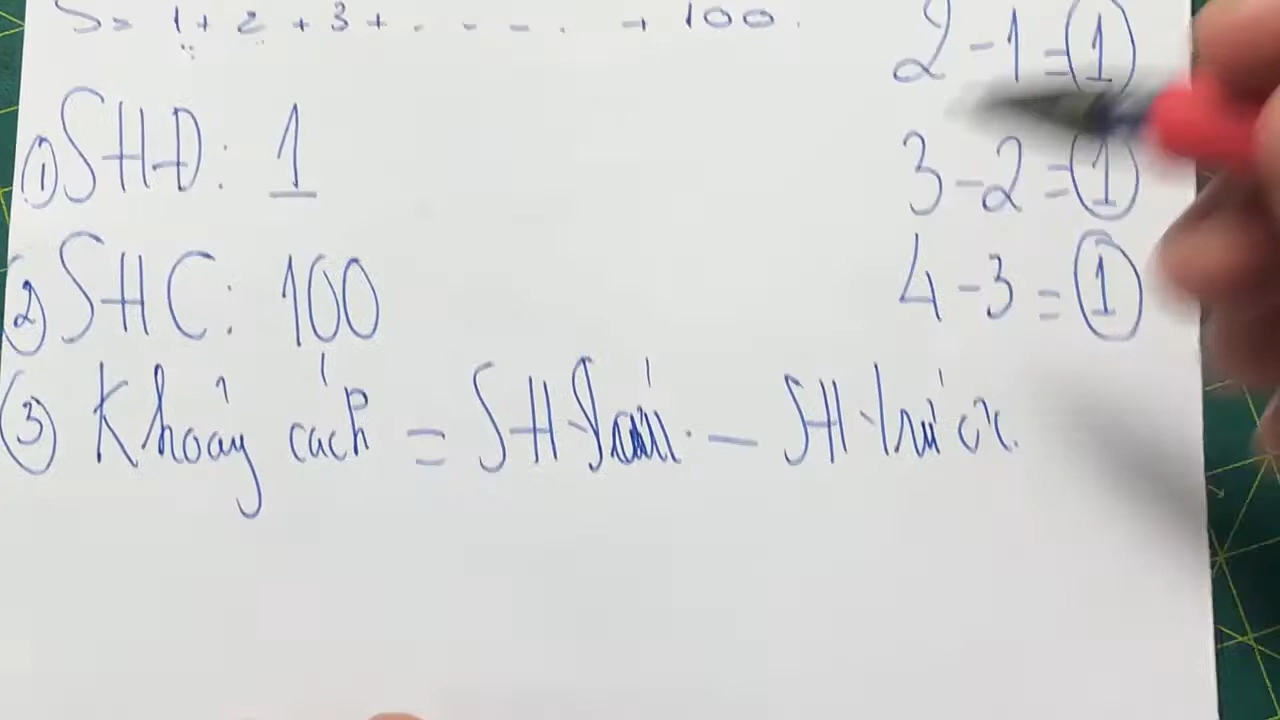 S = 1 + 2 + 3 + . - - - . + 100.
2 - 1 = 1
① SHĐ: 1
3 - 2 = 1
② SHC: 100
4 - 3 = 1
③ Khoảng cách = SH - SH trước.